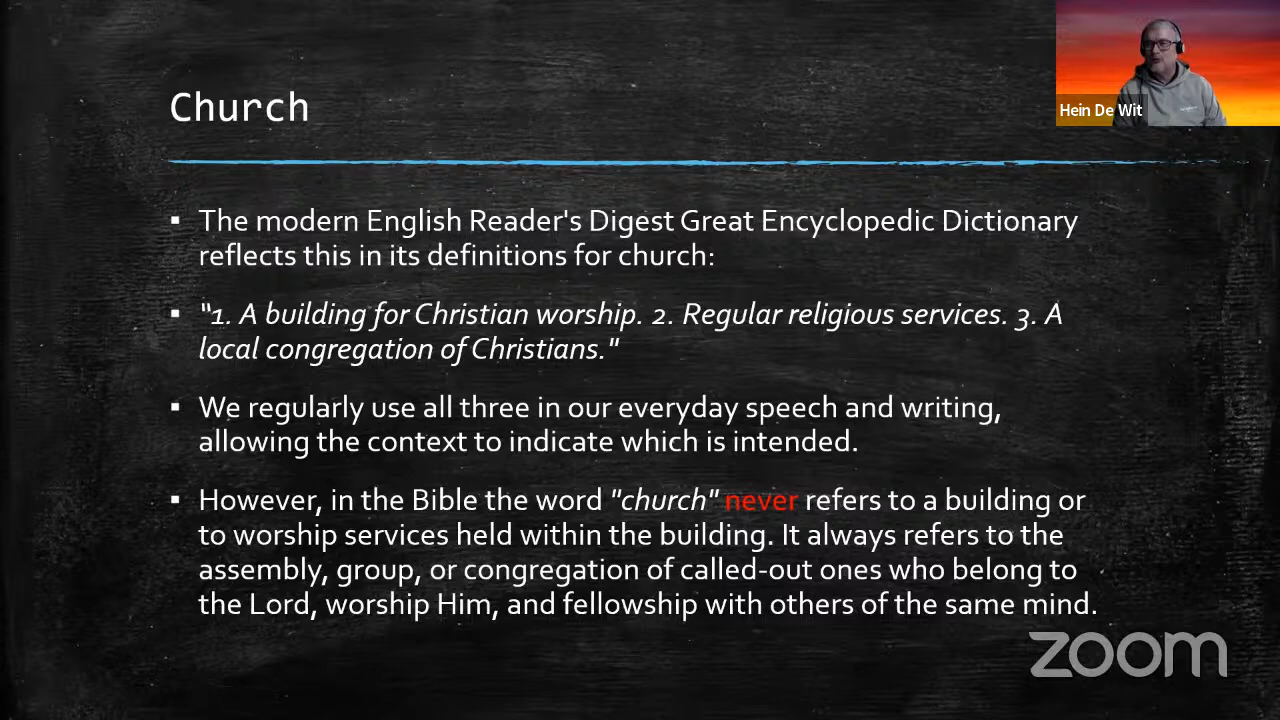 Church
Hein De Wit
▪ The modern English Reader's Digest Great Encyclopedic Dictionary
reflects this in its definitions for church:
▪ "1. A building for Christian worship. 2. Regular religious services. 3. A
local congregation of Christians."
▪ We regularly use all three in our everyday speech and writing,
allowing the context to indicate which is intended.
▪ However, in the Bible the word "church" never refers to a building or
to worship services held within the building. It always refers to the
assembly, group, or congregation of called-out ones who belong to
the Lord, worship Him, and fellowship with others of the same mind.
zoom